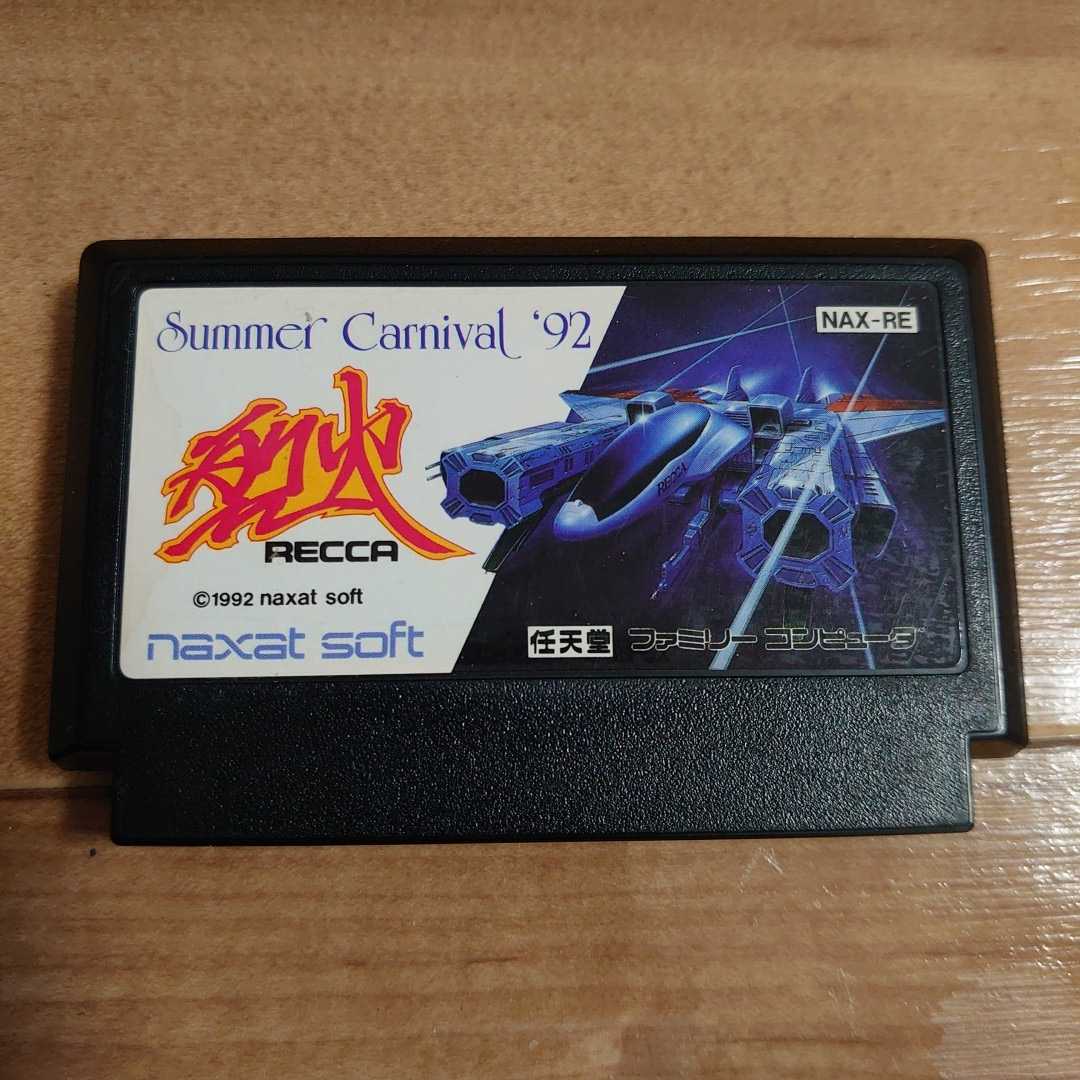 Summer Carnival '92
NAX-RE
烈火
RECCA
RECCA
©1992 naxat soft
naxat soft
任天堂 ファミリーコンピュータ